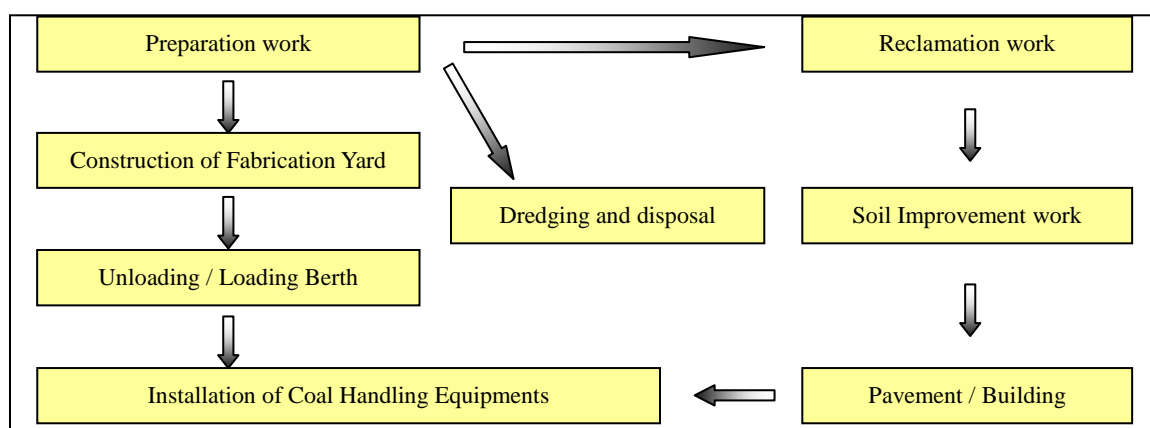 Preparation work
Reclamation work
Construction of Fabrication Yard
Dredging and disposal
Soil Improvement work
Unloading / Loading Berth
Installation of Coal Handling Equipments
Pavement / Building